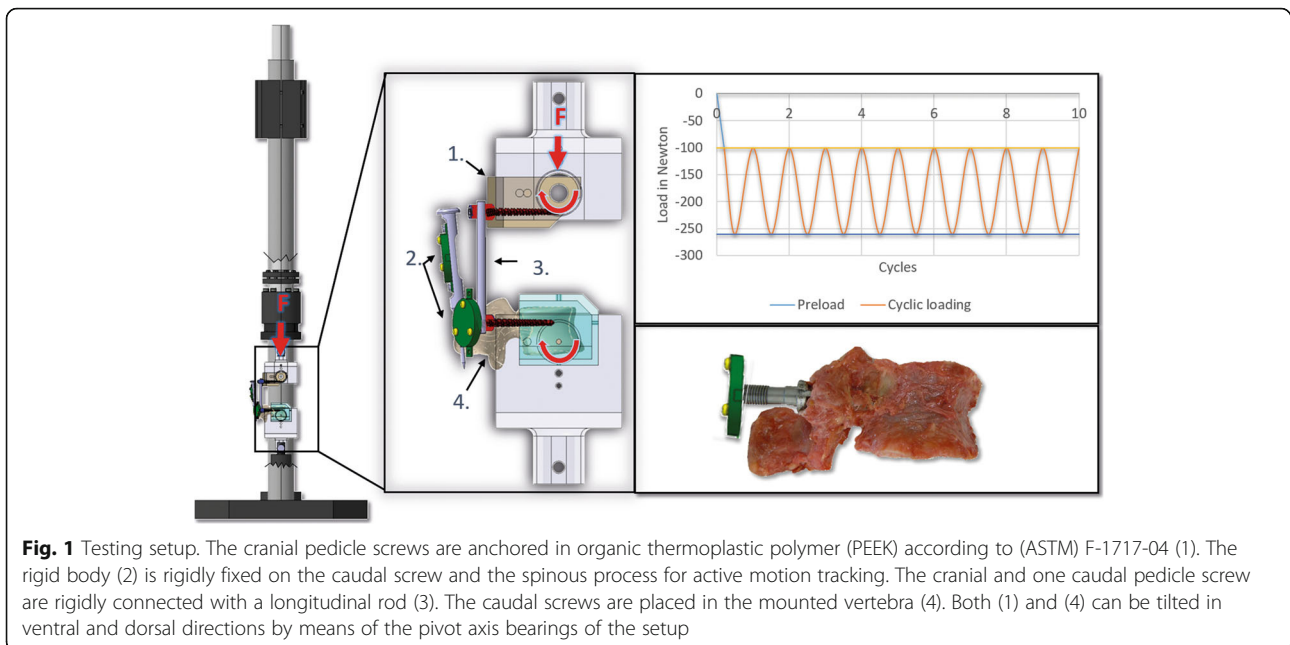 F
1.
F
2.
3.
4.
0
-50
-100
-150
-200
-250
-300
0
2
4
6
8
10
Load in Newton
Cycles
Preload
Cyclic loading
Fig. 1 Testing setup. The cranial pedicle screws are anchored in organic thermoplastic polymer (PEEK) according to (ASTM) F-1717-04 (1). The
rigid body (2) is rigidly fixed on the caudal screw and the spinous process for active motion tracking. The cranial and one caudal pedicle screw
are rigidly connected with a longitudinal rod (3). The caudal screws are placed in the mounted vertebra (4). Both (1) and (4) can be tilted in
ventral and dorsal directions by means of the pivot axis bearings of the setup